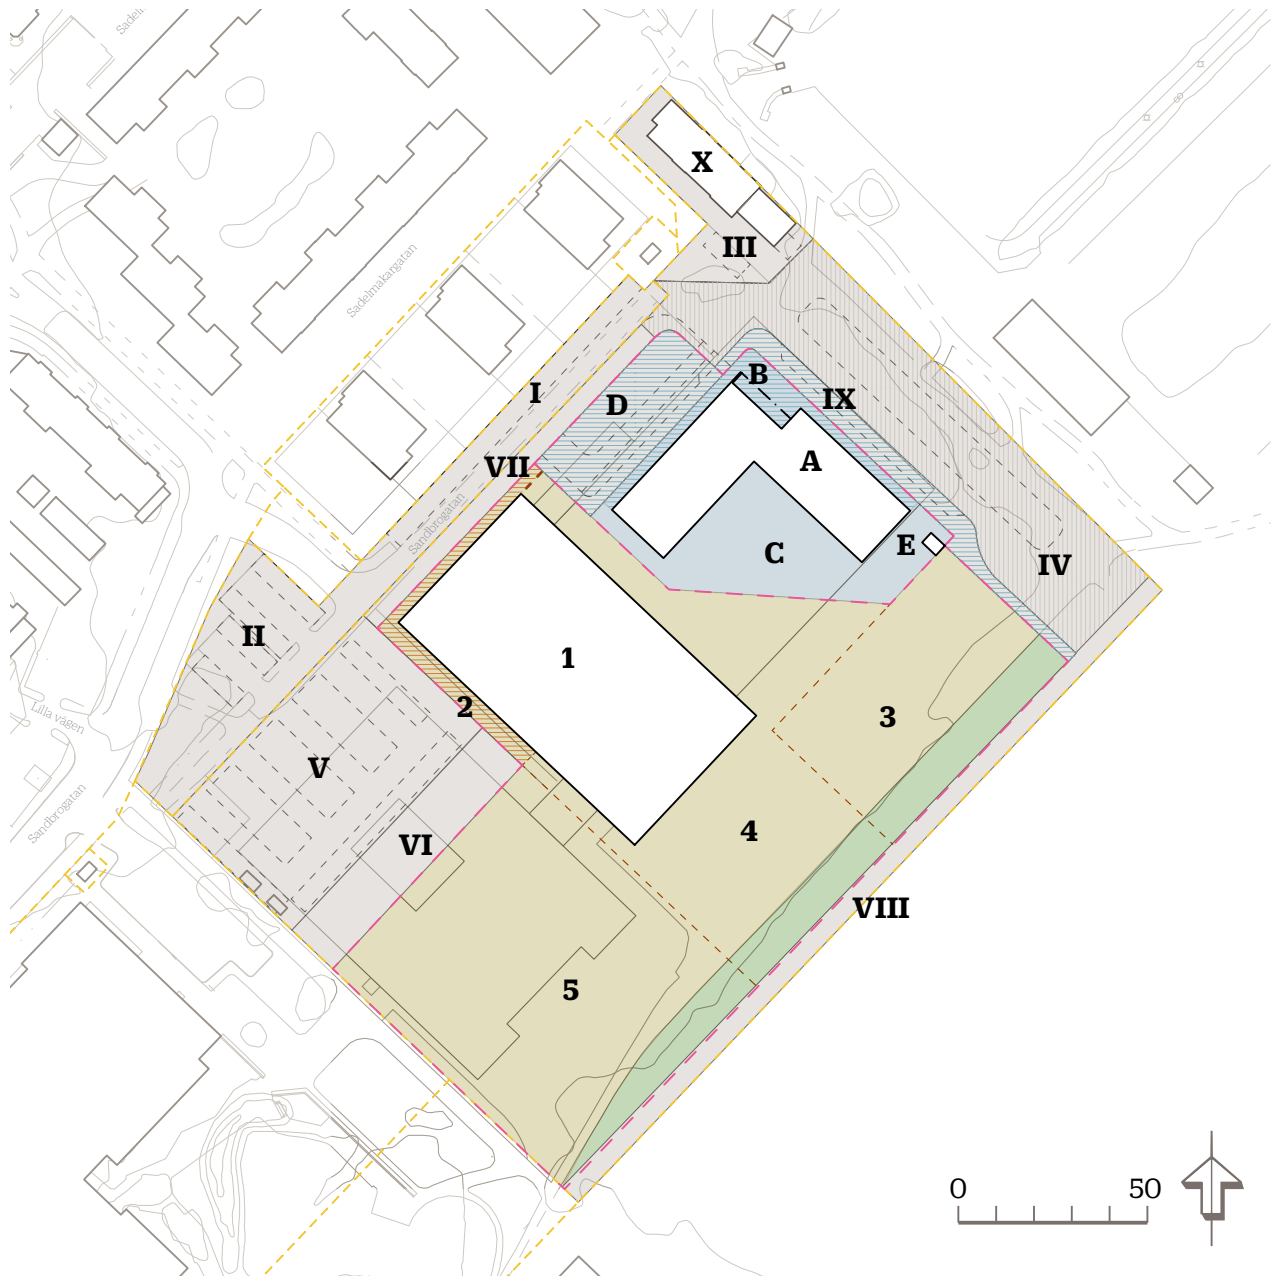 Sadelm
X
III
Sadelmakargatan
B
I
D
IX
A
VII
Sandbrogatan
C
E
IV
II
1
2
Lilla vägen
3
V
Sandbrogatan
4
VI
VIII
5
0 50